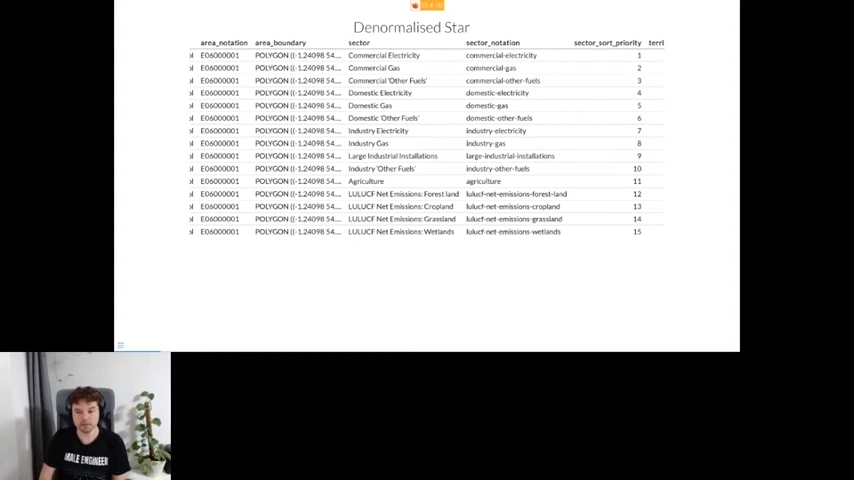 Denormalised Star
area_notation area_boundary sector sector_notation sector_sort_priority terri
E06000001 POLYGON ((-1.24098 54.... Commercial Electricity commercial-electricity 1
E06000001 POLYGON ((-1.24098 54.... Commercial Gas commercial-gas 2
E06000001 POLYGON ((-1.24098 54.... Commercial 'Other Fuels' commercial-other-fuels 3
E06000001 POLYGON ((-1.24098 54.... Domestic Electricity domestic-electricity 4
E06000001 POLYGON ((-1.24098 54.... Domestic Gas domestic-gas 5
E06000001 POLYGON ((-1.24098 54.... Domestic 'Other Fuels' domestic-other-fuels 6
E06000001 POLYGON ((-1.24098 54.... Industry Electricity industry-electricity 7
E06000001 POLYGON ((-1.24098 54.... Industry Gas industry-gas 8
E06000001 POLYGON ((-1.24098 54.... Large Industrial Installations large-industrial-installations 9
E06000001 POLYGON ((-1.24098 54.... Industry 'Other Fuels' industry-other-fuels 10
E06000001 POLYGON ((-1.24098 54.... Agriculture agriculture 11
E06000001 POLYGON ((-1.24098 54.... LULUCF Net Emissions: Forest land lulucf-net-emissions-forest-land 12
E06000001 POLYGON ((-1.24098 54.... LULUCF Net Emissions: Cropland lulucf-net-emissions-cropland 13
E06000001 POLYGON ((-1.24098 54.... LULUCF Net Emissions: Grassland lulucf-net-emissions-grassland 14
E06000001 POLYGON ((-1.24098 54.... LULUCF Net Emissions: Wetlands lulucf-net-emissions-wetlands 15
MALE ENGINEER